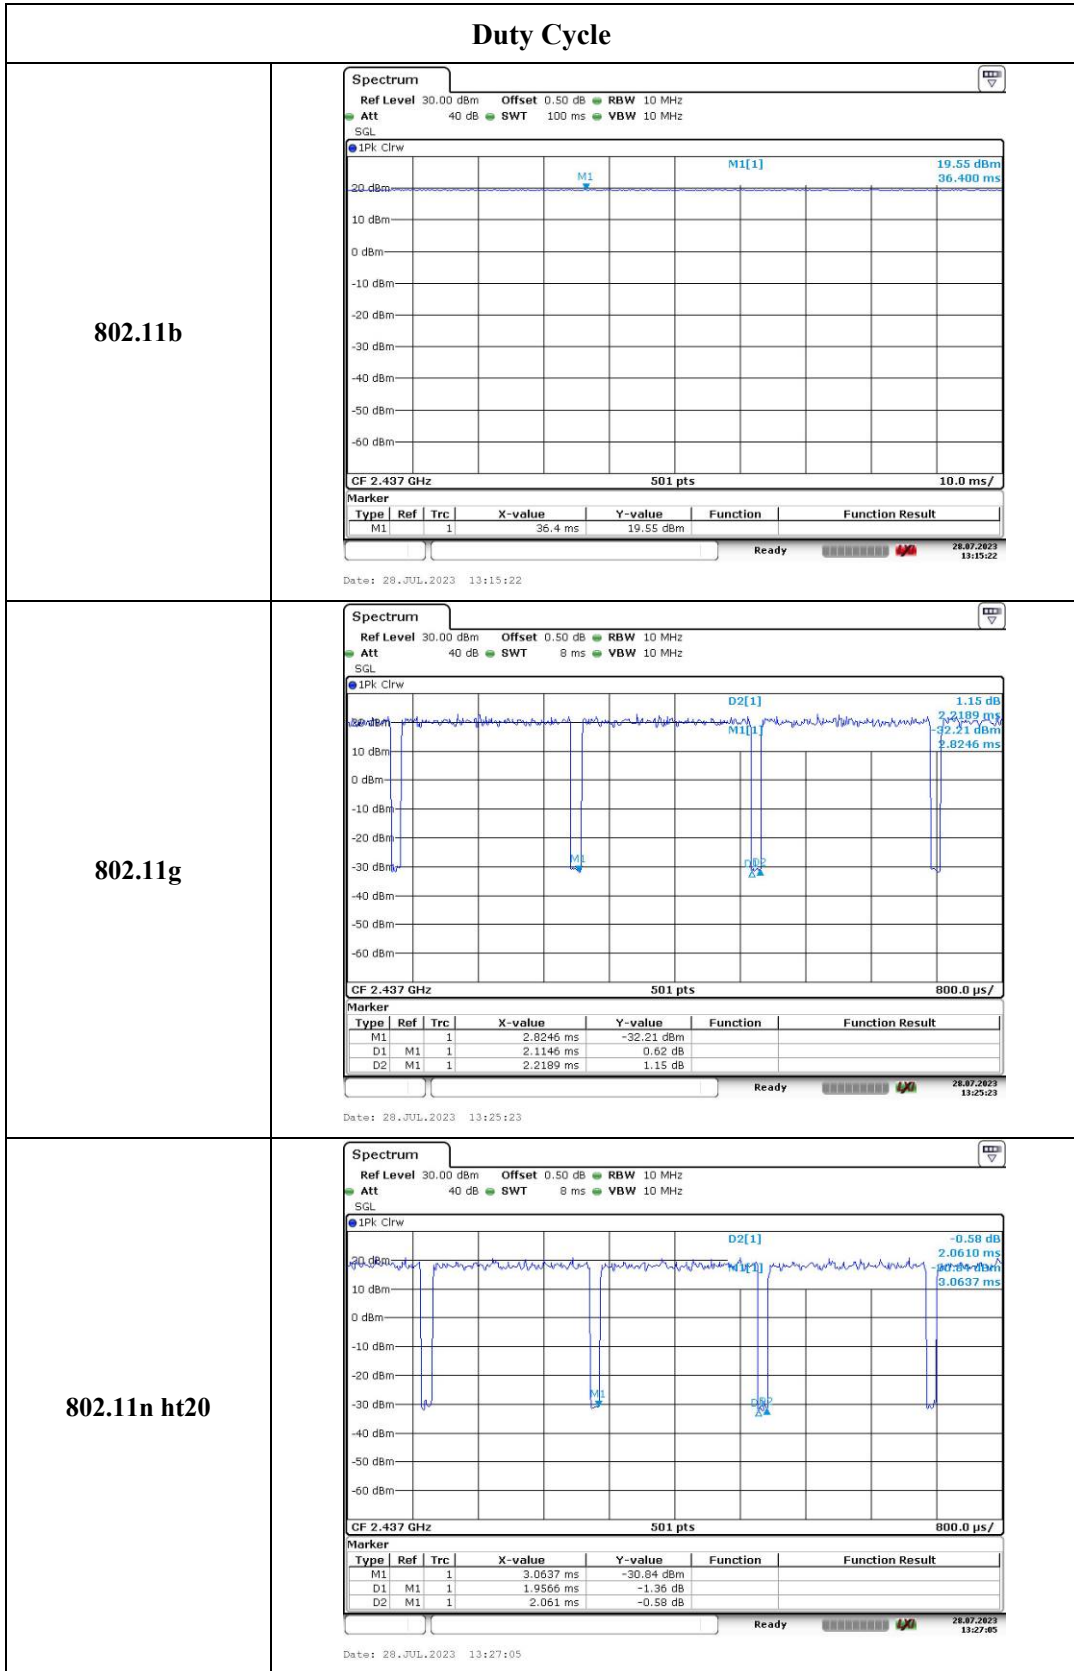 Duty Cycle
802.11b
Spectrum
Ref Level 30.00 dBm Offset 0.50 dB RBW 10 MHz
Att 40 dB SWT 100 ms VBW 10 MHz
SGL
1Pk Clrw
M1[1] 19.55 dBm
36.400 ms
M1
20 dBm
10 dBm
0 dBm
-10 dBm
-20 dBm
-30 dBm
-40 dBm
-50 dBm
-60 dBm
CF 2.437 GHz 501 pts 10.0 ms/
Marker
Type Ref Trc X-value Y-value Function Function Result
M1 1 36.4 ms 19.55 dBm
Ready LXI 28.07.2023
13:15:22
Date: 28.JUL.2023 13:15:22
802.11g
Spectrum
Ref Level 30.00 dBm Offset 0.50 dB RBW 10 MHz
Att 40 dB SWT 8 ms VBW 10 MHz
SGL
1Pk Clrw
D2[1] 1.15 dB
2.2189 ms
M1[1] -32.21 dBm
2.8246 ms
20 dBm
10 dBm
0 dBm
-10 dBm
-20 dBm
-30 dBm
M1 D1 D2
-40 dBm
-50 dBm
-60 dBm
CF 2.437 GHz 501 pts 800.0 µs/
Marker
Type Ref Trc X-value Y-value Function Function Result
M1 1 2.8246 ms -32.21 dBm
D1 M1 1 2.1146 ms 0.62 dB
D2 M1 1 2.2189 ms 1.15 dB
Ready LXI 28.07.2023
13:25:23
Date: 28.JUL.2023 13:25:23
802.11n ht20
Spectrum
Ref Level 30.00 dBm Offset 0.50 dB RBW 10 MHz
Att 40 dB SWT 8 ms VBW 10 MHz
SGL
1Pk Clrw
D2[1] -0.58 dB
2.0610 ms
M1[1] -30.84 dBm
3.0637 ms
20 dBm
10 dBm
0 dBm
-10 dBm
-20 dBm
-30 dBm
M1 D1 D2
-40 dBm
-50 dBm
-60 dBm
CF 2.437 GHz 501 pts 800.0 µs/
Marker
Type Ref Trc X-value Y-value Function Function Result
M1 1 3.0637 ms -30.84 dBm
D1 M1 1 1.9566 ms -1.36 dB
D2 M1 1 2.061 ms -0.58 dB
Ready LXI 28.07.2023
13:27:05
Date: 28.JUL.2023 13:27:05